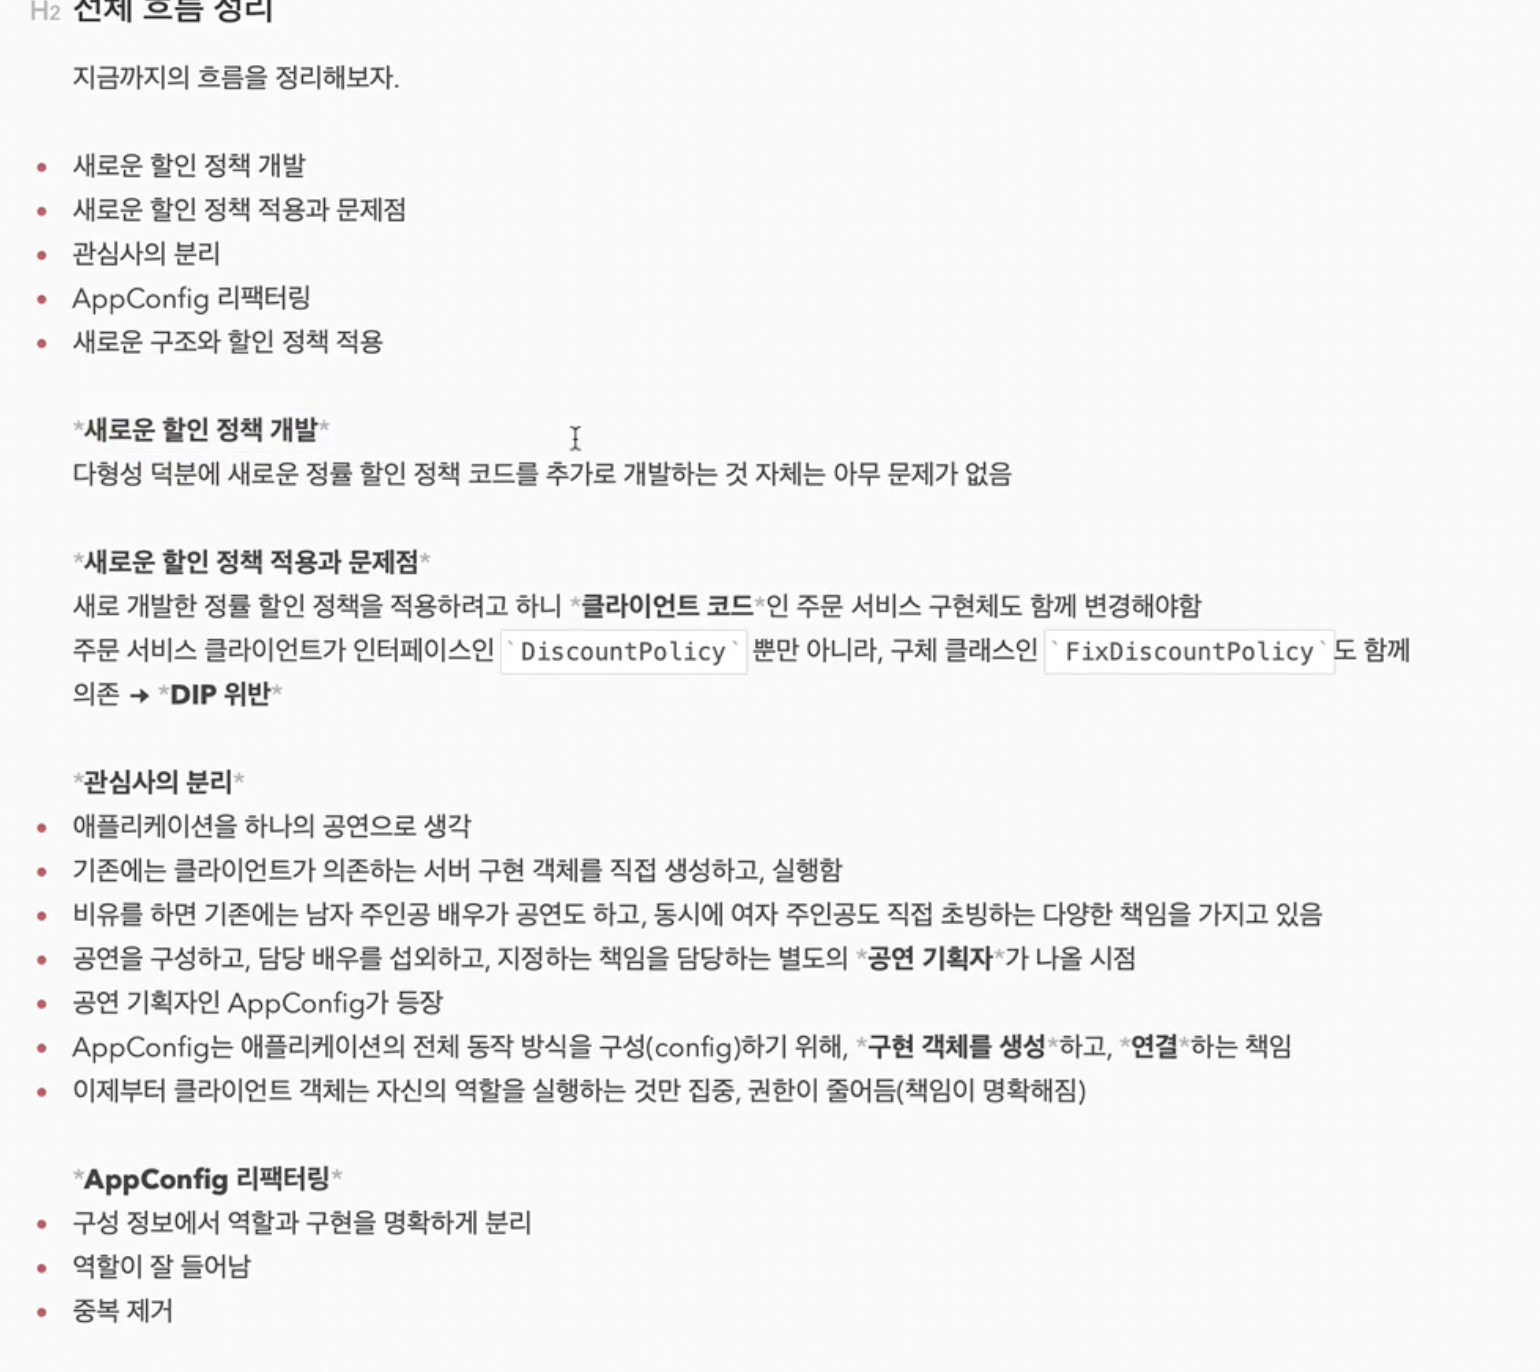 H2 전체 흐름 정리
지금까지의 흐름을 정리해보자.
• 새로운 할인 정책 개발
• 새로운 할인 정책 적용과 문제점
• 관심사의 분리
• AppConfig 리팩터링
• 새로운 구조와 할인 정책 적용
*새로운 할인 정책 개발*
다형성 덕분에 새로운 정률 할인 정책 코드를 추가로 개발하는 것 자체는 아무 문제가 없음
*새로운 할인 정책 적용과 문제점*
새로 개발한 정률 할인 정책을 적용하려고 하니 *클라이언트 코드*인 주문 서비스 구현체도 함께 변경해야함
주문 서비스 클라이언트가 인터페이스인 `DiscountPolicy` 뿐만 아니라, 구체 클래스인 `FixDiscountPolicy`도 함께
의존 → *DIP 위반*
*관심사의 분리*
• 애플리케이션을 하나의 공연으로 생각
• 기존에는 클라이언트가 의존하는 서버 구현 객체를 직접 생성하고, 실행함
• 비유를 하면 기존에는 남자 주인공 배우가 공연도 하고, 동시에 여자 주인공도 직접 초빙하는 다양한 책임을 가지고 있음
• 공연을 구성하고, 담당 배우를 섭외하고, 지정하는 책임을 담당하는 별도의 *공연 기획자*가 나올 시점
• 공연 기획자인 AppConfig가 등장
• AppConfig는 애플리케이션의 전체 동작 방식을 구성(config)하기 위해, *구현 객체를 생성*하고, *연결*하는 책임
• 이제부터 클라이언트 객체는 자신의 역할을 실행하는 것만 집중, 권한이 줄어듬(책임이 명확해짐)
*AppConfig 리팩터링*
• 구성 정보에서 역할과 구현을 명확하게 분리
• 역할이 잘 들어남
• 중복 제거